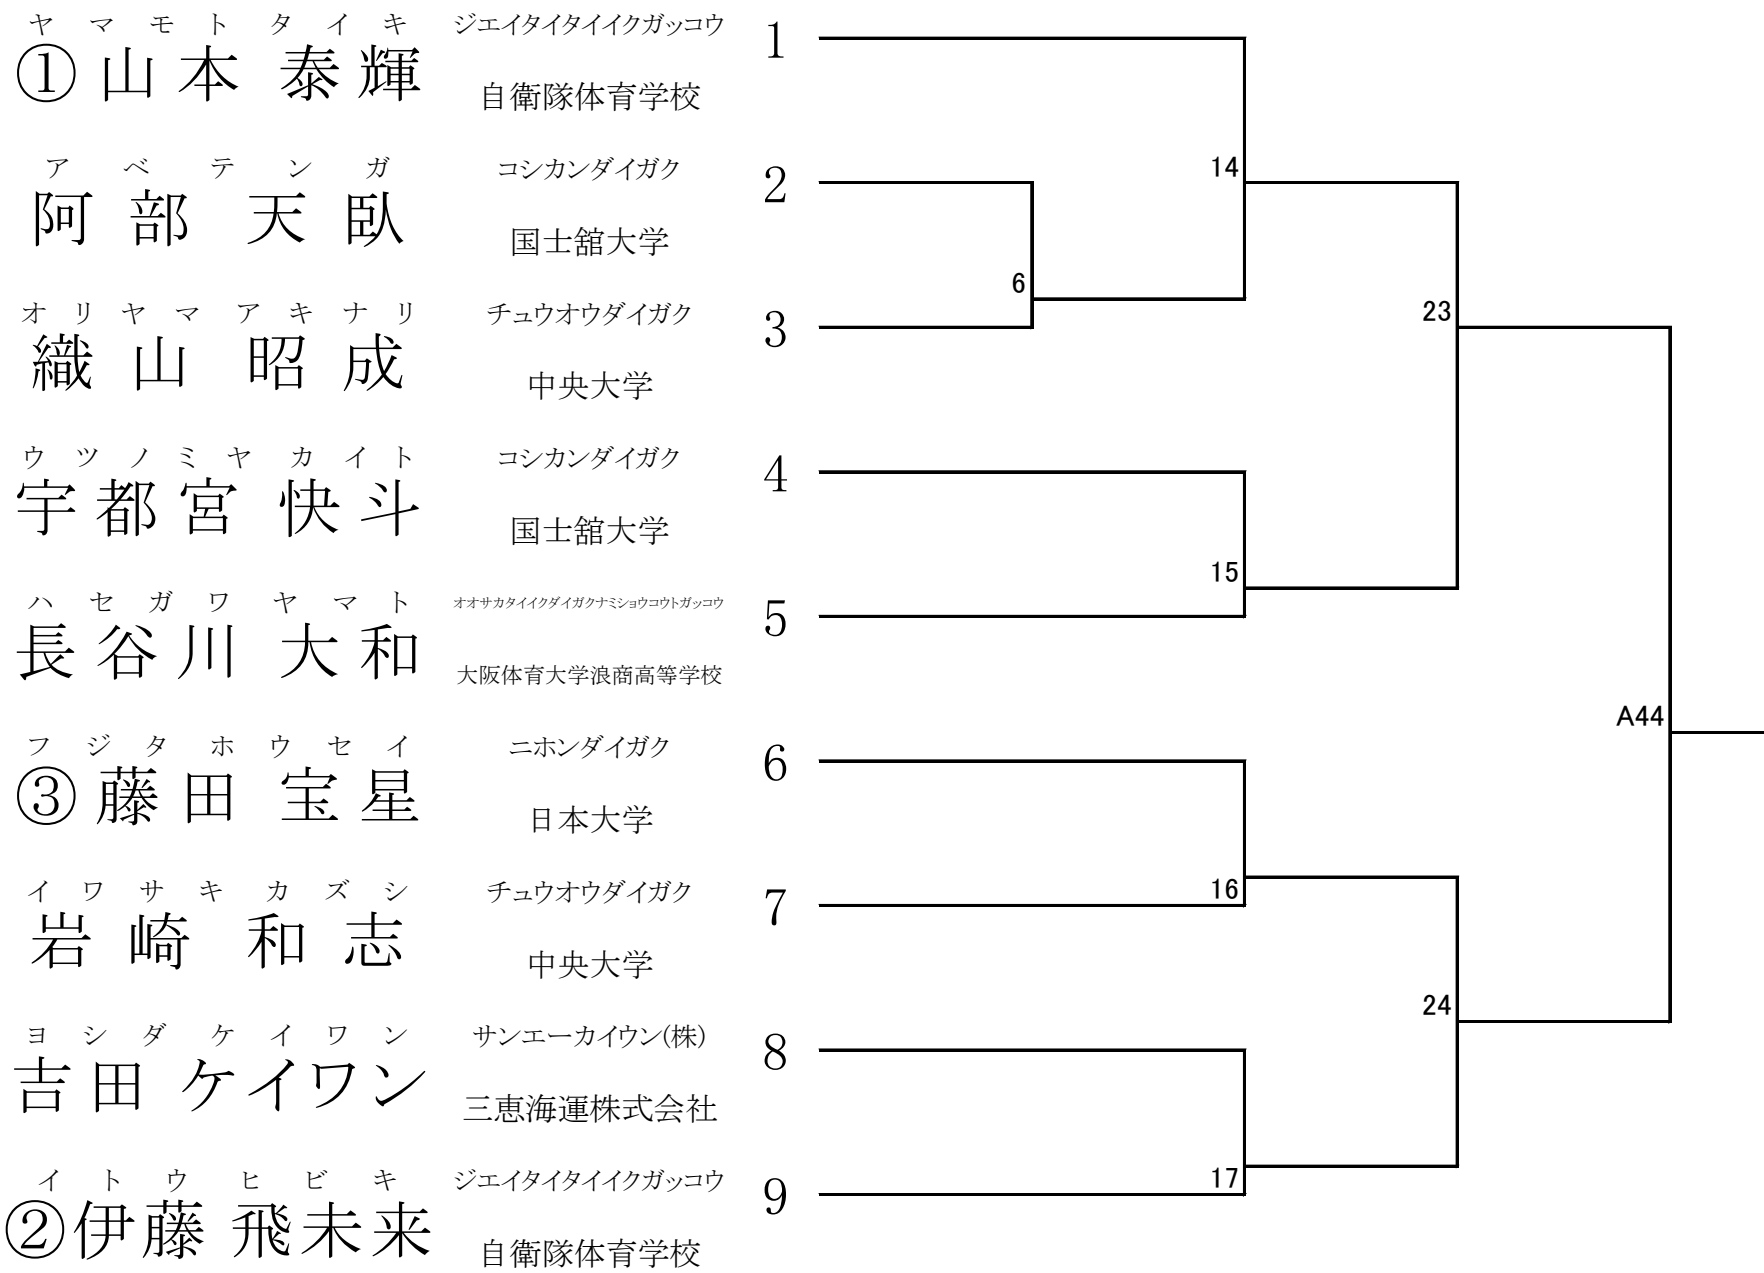 ヤマモトタイキ ジエイタイタイイクガッコウ
①山本 泰輝 自衛隊体育学校 1
アベテンガ コシカンダイガク
阿部 天臥 国士舘大学 2
オリヤマアキナリ チュウオウダイガク
織山 昭成 中央大学 3
ウツノミヤカイト コシカンダイガク
宇都宮 快斗 国士舘大学 4
ハセガワヤマト オオサカタイイクダイガクナミショウコウトガッコウ
長谷川 大和 大阪体育大学浪商高等学校 5
フジタホウセイ ニホンダイガク
③藤田 宝星 日本大学 6
イワサキカズシ チュウオウダイガク
岩崎 和志 中央大学 7
ヨシダケイワン サンエーカイウン(株)
吉田 ケイワン 三恵海運株式会社 8
イトウヒビキ ジエイタイタイイクガッコウ
②伊藤 飛未来 自衛隊体育学校 9
6
14
15
16
17
23
24
A44